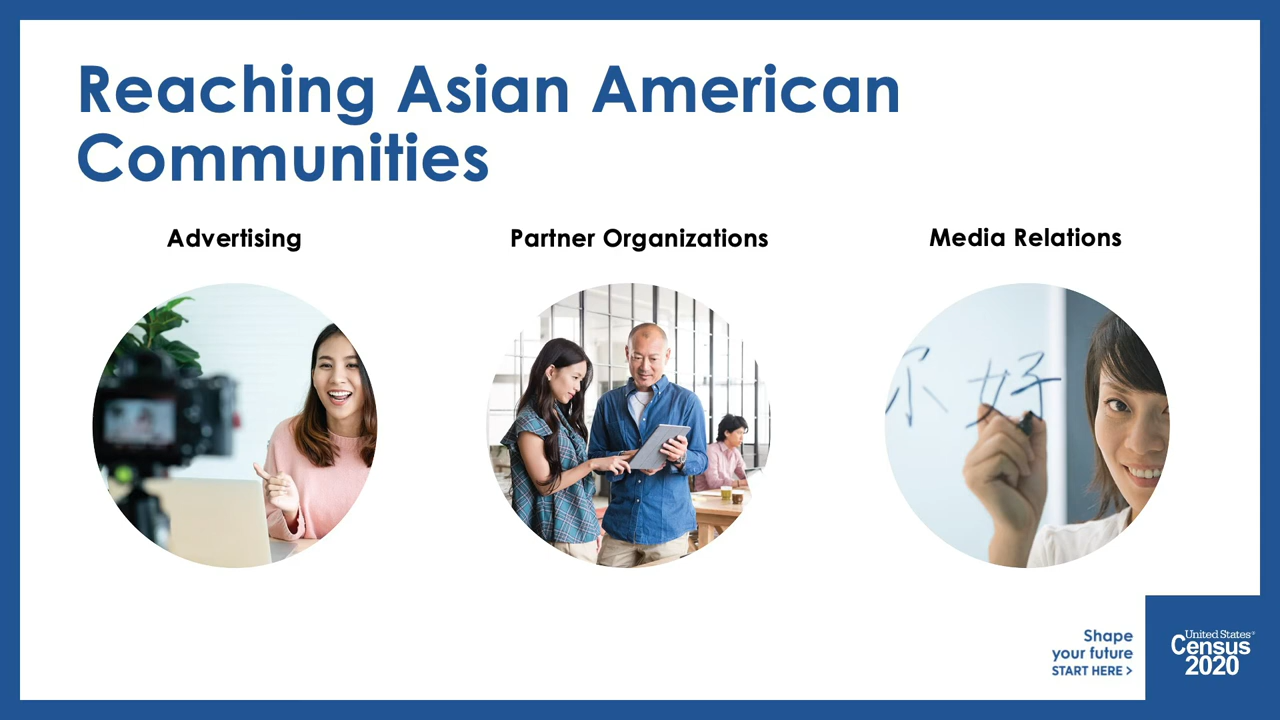 Reaching Asian American
Communities
Advertising
Partner Organizations
Media Relations
你好
Shape
your future
START HERE >
United States®
Census
2020